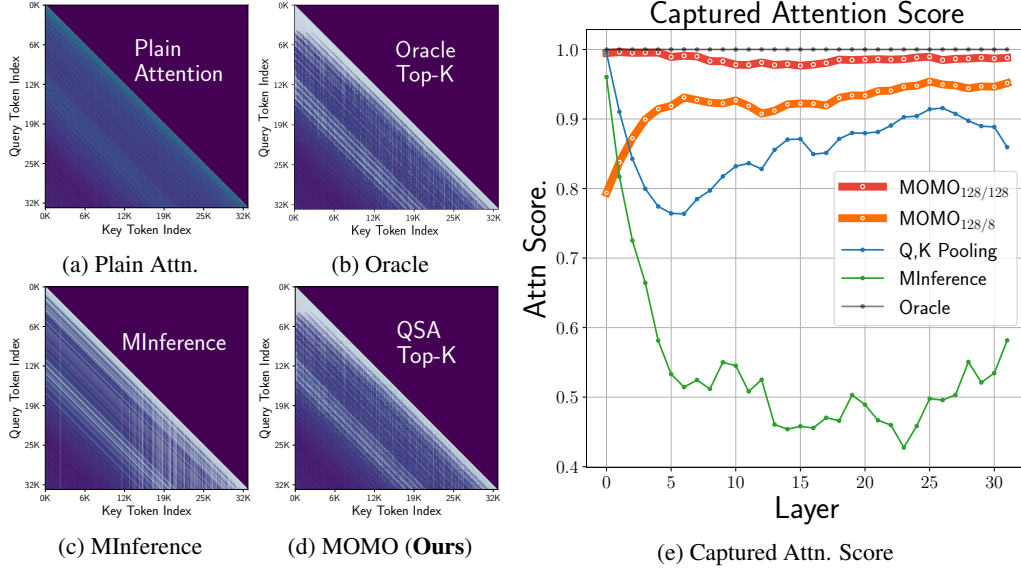 0K
6K
12K
19K
25K
32K
Query Token Index
Plain
Attention
0K 6K 12K 19K 25K 32K
Key Token Index
(a) Plain Attn.
0K
6K
12K
19K
25K
32K
Query Token Index
Oracle
Top-K
0K 6K 12K 19K 25K 32K
Key Token Index
(b) Oracle
0K
6K
12K
19K
25K
32K
Query Token Index
MInference
0K 6K 12K 19K 25K 32K
Key Token Index
(c) MInference
0K
6K
12K
19K
25K
32K
Query Token Index
QSA
Top-K
0K 6K 12K 19K 25K 32K
Key Token Index
(d) MOMO (Ours)
Captured Attention Score
1.0
0.9
0.8
0.7
0.6
0.5
0.4
Attn Score.
MOMO128/128
MOMO128/8
Q,K Pooling
MInference
Oracle
0 5 10 15 20 25 30
Layer
(e) Captured Attn. Score